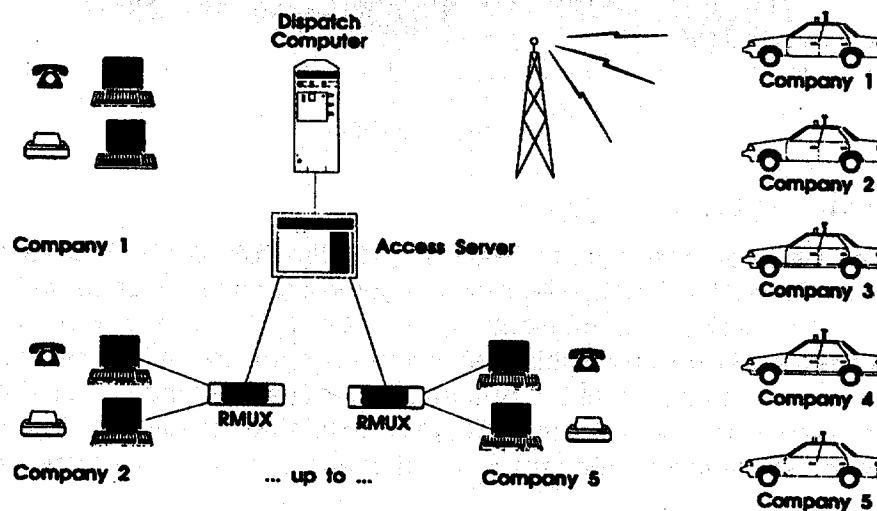 Dispatch
Computer
Company 1
Company 2
Company 1
Access Server
Company 3
RMUX
RMUX
Company 4
Company 2
... up to ...
Company 5
Company 5